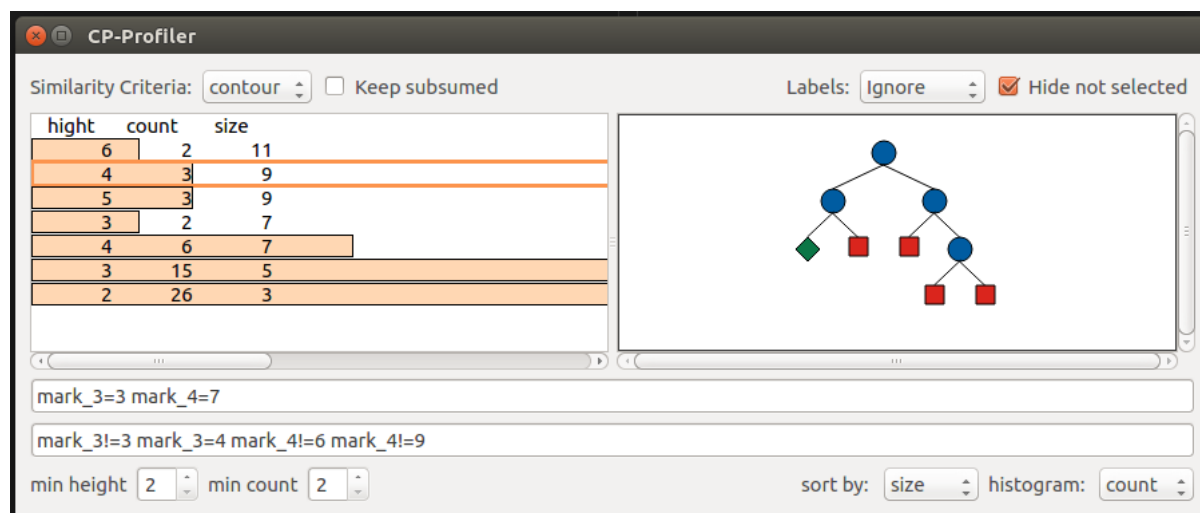 CP-Profiler
Similarity Criteria: contour Keep subsumed Labels: Ignore Hide not selected
hight count size
6 2 11
4 3 9
5 3 9
3 2 7
4 6 7
3 15 5
2 26 3
mark_3=3 mark_4=7
mark_3!=3 mark_3=4 mark_4!=6 mark_4!=9
min height 2 min count 2 sort by: size histogram: count